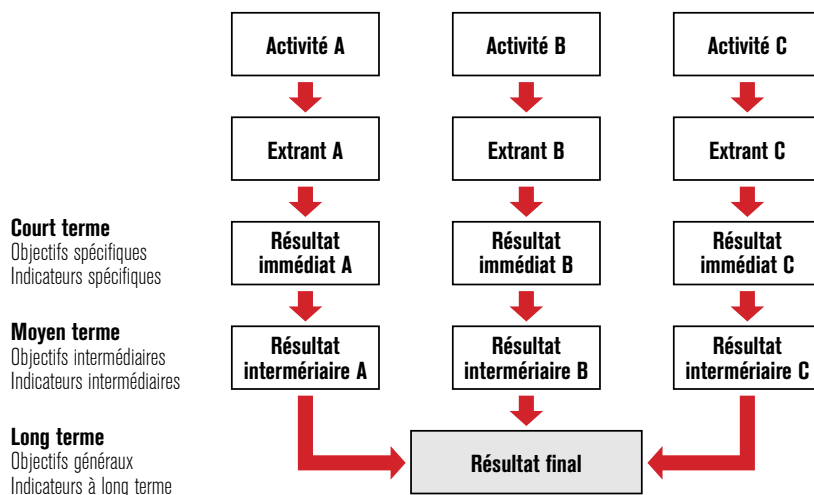 Activité A
Activité B
Activité C
Extrant A
Extrant B
Extrant C
Court terme
Objectifs spécifiques
Indicateurs spécifiques
Résultat
immédiat A
Résultat
immédiat B
Résultat
immédiat C
Moyen terme
Objectifs intermédiaires
Indicateurs intermédiaires
Résultat
intermériaire A
Résultat
intermériaire B
Résultat
intermériaire C
Long terme
Objectifs généraux
Indicateurs à long terme
Résultat final